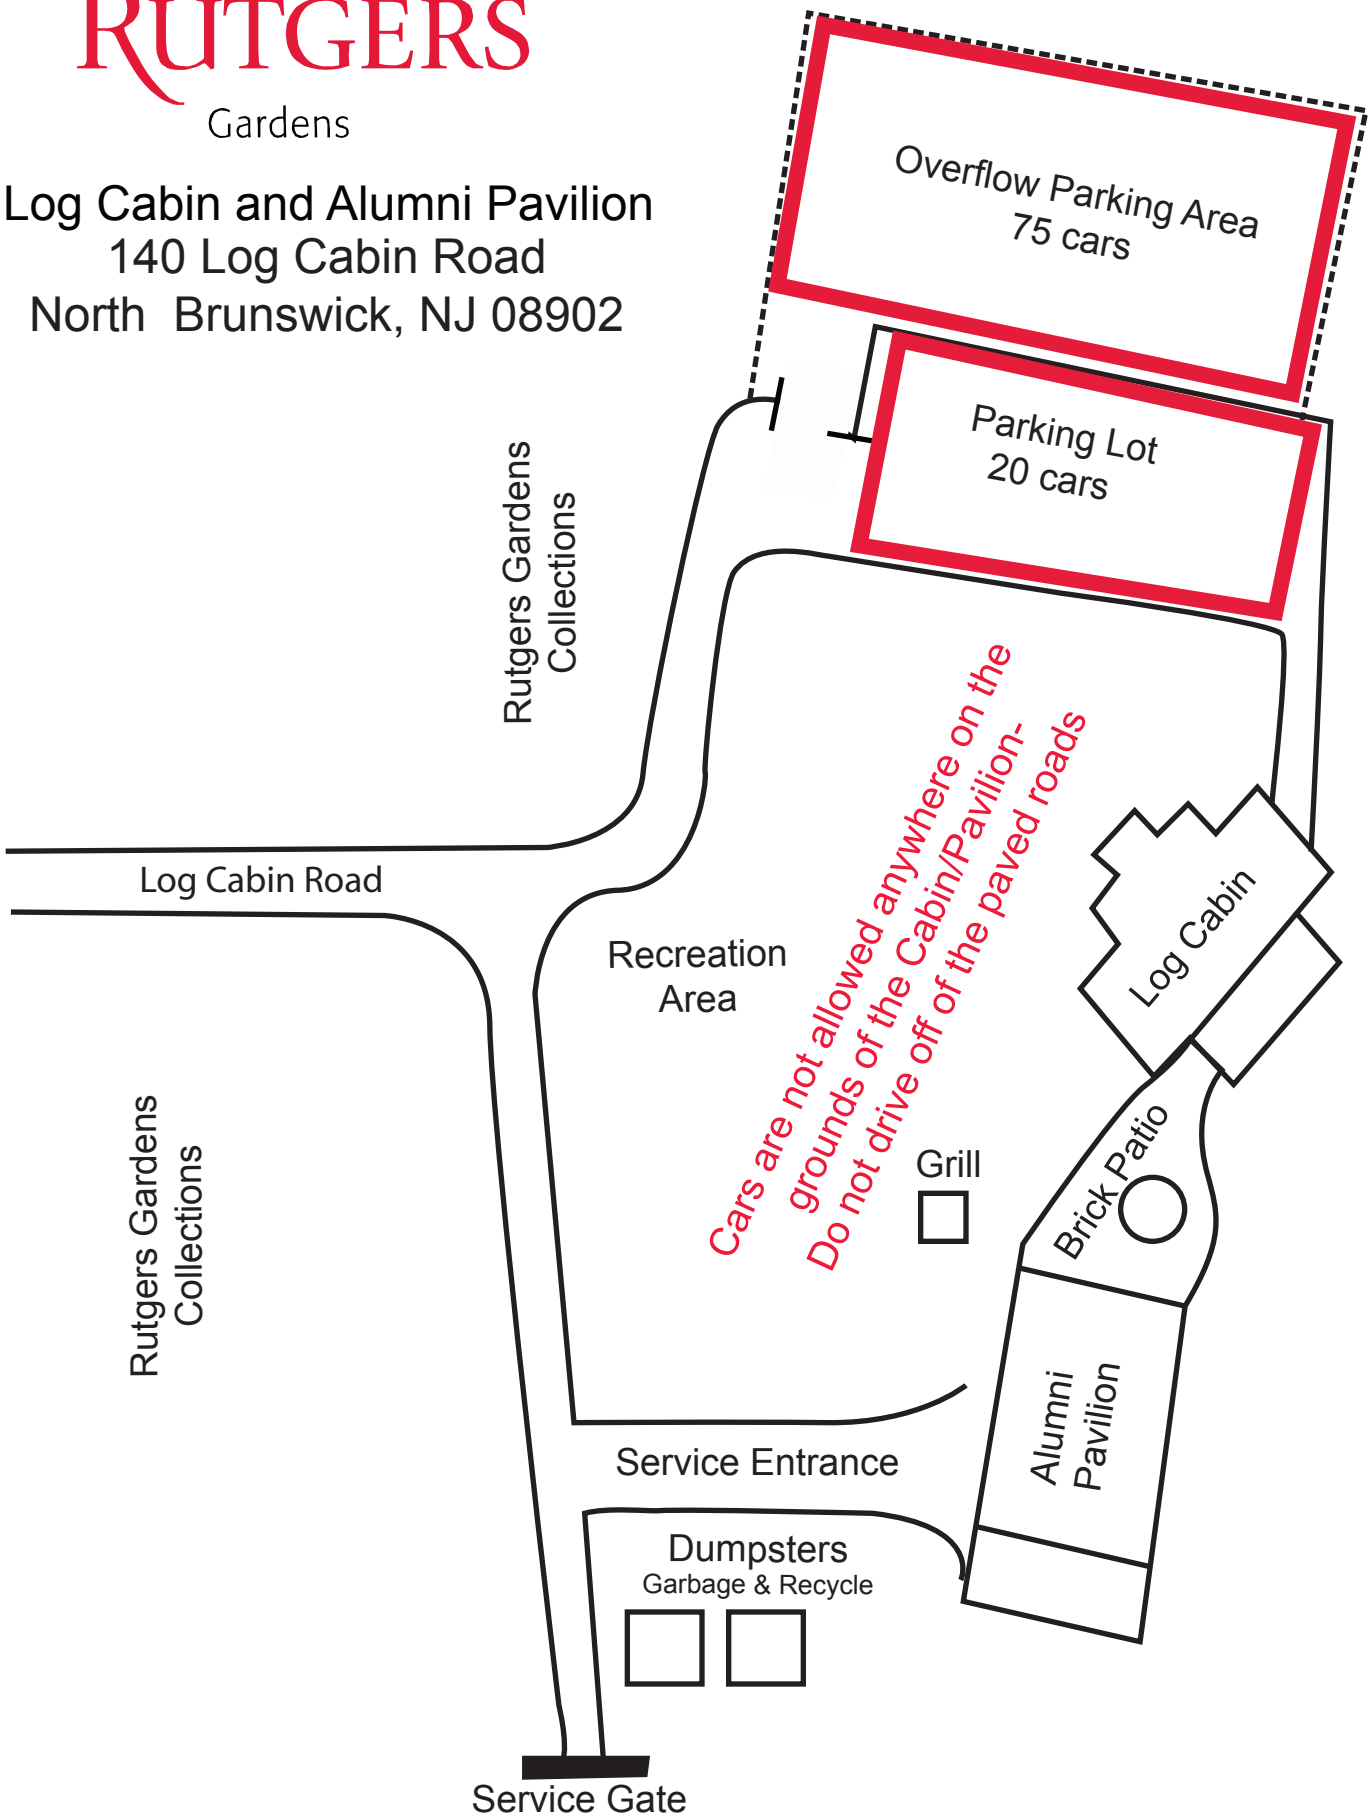 RUTGERS
Gardens
Log Cabin and Alumni Pavilion
140 Log Cabin Road
North Brunswick, NJ 08902
Overflow Parking Area
75 cars
Parking Lot
20 cars
Rutgers Gardens
Collections
Log Cabin Road
Recreation
Area
Cars are not allowed anywhere on the
grounds of the Cabin/Pavilion-
Do not drive off of the paved roads
Log Cabin
Grill
Brick Patio
Rutgers Gardens
Collections
Alumni
Pavilion
Service Entrance
Dumpsters
Garbage & Recycle
Service Gate